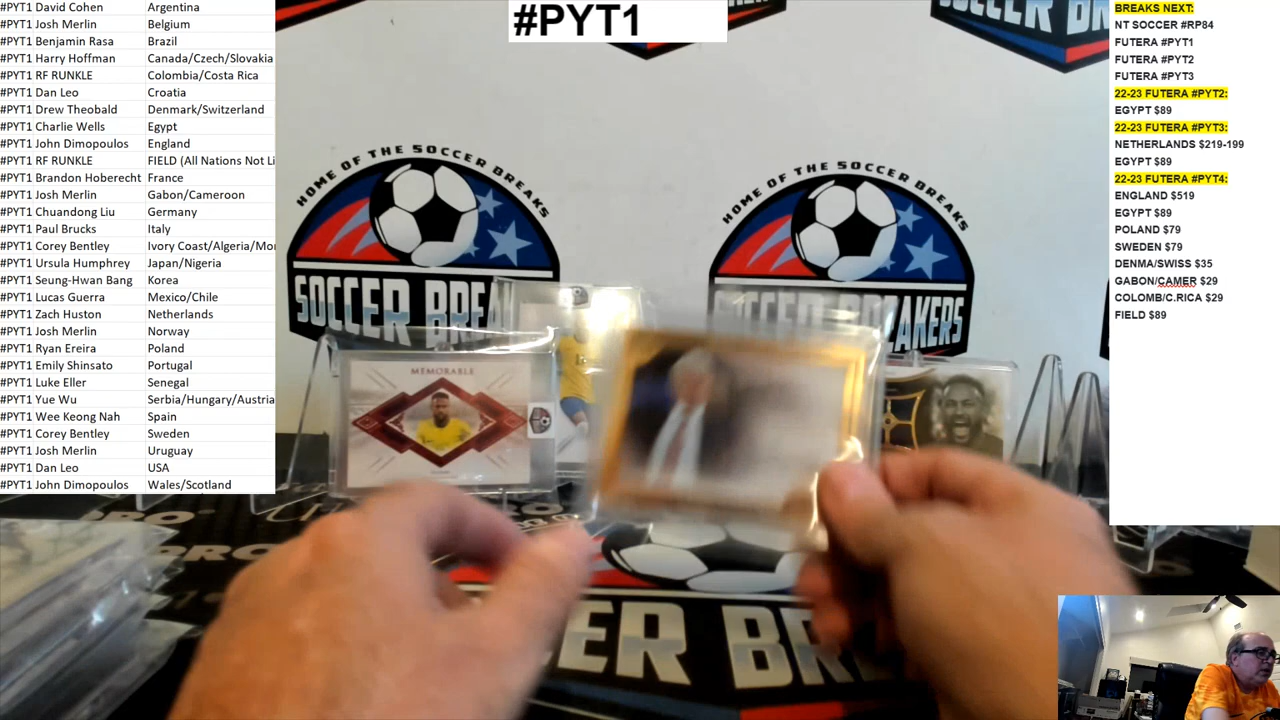 #PYT1 David Cohen Argentina
#PYT1 Josh Merlin Belgium
#PYT1 Benjamin Rasa Brazil
#PYT1 Harry Hoffman Canada/Czech/Slovakia
#PYT1 RF RUNKLE Colombia/Costa Rica
#PYT1 Dan Leo Croatia
#PYT1 Drew Theobald Denmark/Switzerland
#PYT1 Charlie Wells Egypt
#PYT1 John Dimopoulos England
#PYT1 RF RUNKLE FIELD (All Nations Not Li
#PYT1 Brandon Hoberecht France
#PYT1 Josh Merlin Gabon/Cameroon
#PYT1 Chuandong Liu Germany
#PYT1 Paul Brucks Italy
#PYT1 Corey Bentley Ivory Coast/Algeria/Mor
#PYT1 Ursula Humphrey Japan/Nigeria
#PYT1 Seung-Hwan Bang Korea
#PYT1 Lucas Guerra Mexico/Chile
#PYT1 Zach Huston Netherlands
#PYT1 Josh Merlin Norway
#PYT1 Ryan Ereira Poland
#PYT1 Emily Shinsato Portugal
#PYT1 Luke Eller Senegal
#PYT1 Yue Wu Serbia/Hungary/Austria
#PYT1 Wee Keong Nah Spain
#PYT1 Corey Bentley Sweden
#PYT1 Josh Merlin Uruguay
#PYT1 Dan Leo USA
#PYT1 John Dimopoulos Wales/Scotland
#PYT1
HOME OF THE SOCCER BREAKS
SOCCER BREA
HOME OF THE SOCCER BREAKS
SOCCER BREAKERS
MEMORABLE
ER BR
BREAKS NEXT:
NT SOCCER #RP84
FUTERA #PYT1
FUTERA #PYT2
FUTERA #PYT3
22-23 FUTERA #PYT2:
EGYPT $89
22-23 FUTERA #PYT3:
NETHERLANDS $219-199
EGYPT $89
22-23 FUTERA #PYT4:
ENGLAND $519
EGYPT $89
POLAND $79
SWEDEN $79
DENMA/SWISS $35
GABON/CAMER $29
COLOMB/C.RICA $29
FIELD $89